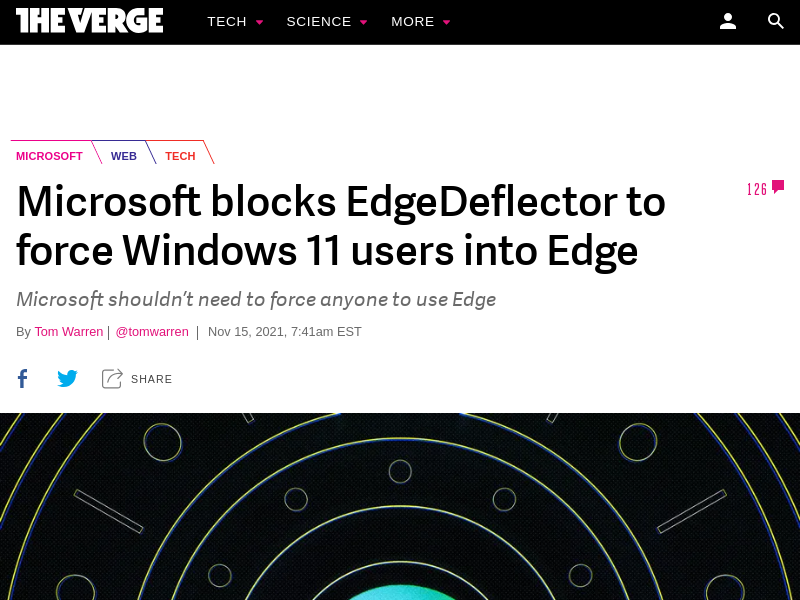 THE VERGE TECH SCIENCE MORE
MICROSOFT WEB TECH
Microsoft blocks EdgeDeflector to
force Windows 11 users into Edge
126
Microsoft shouldn’t need to force anyone to use Edge
By Tom Warren | @tomwarren | Nov 15, 2021, 7:41am EST
SHARE